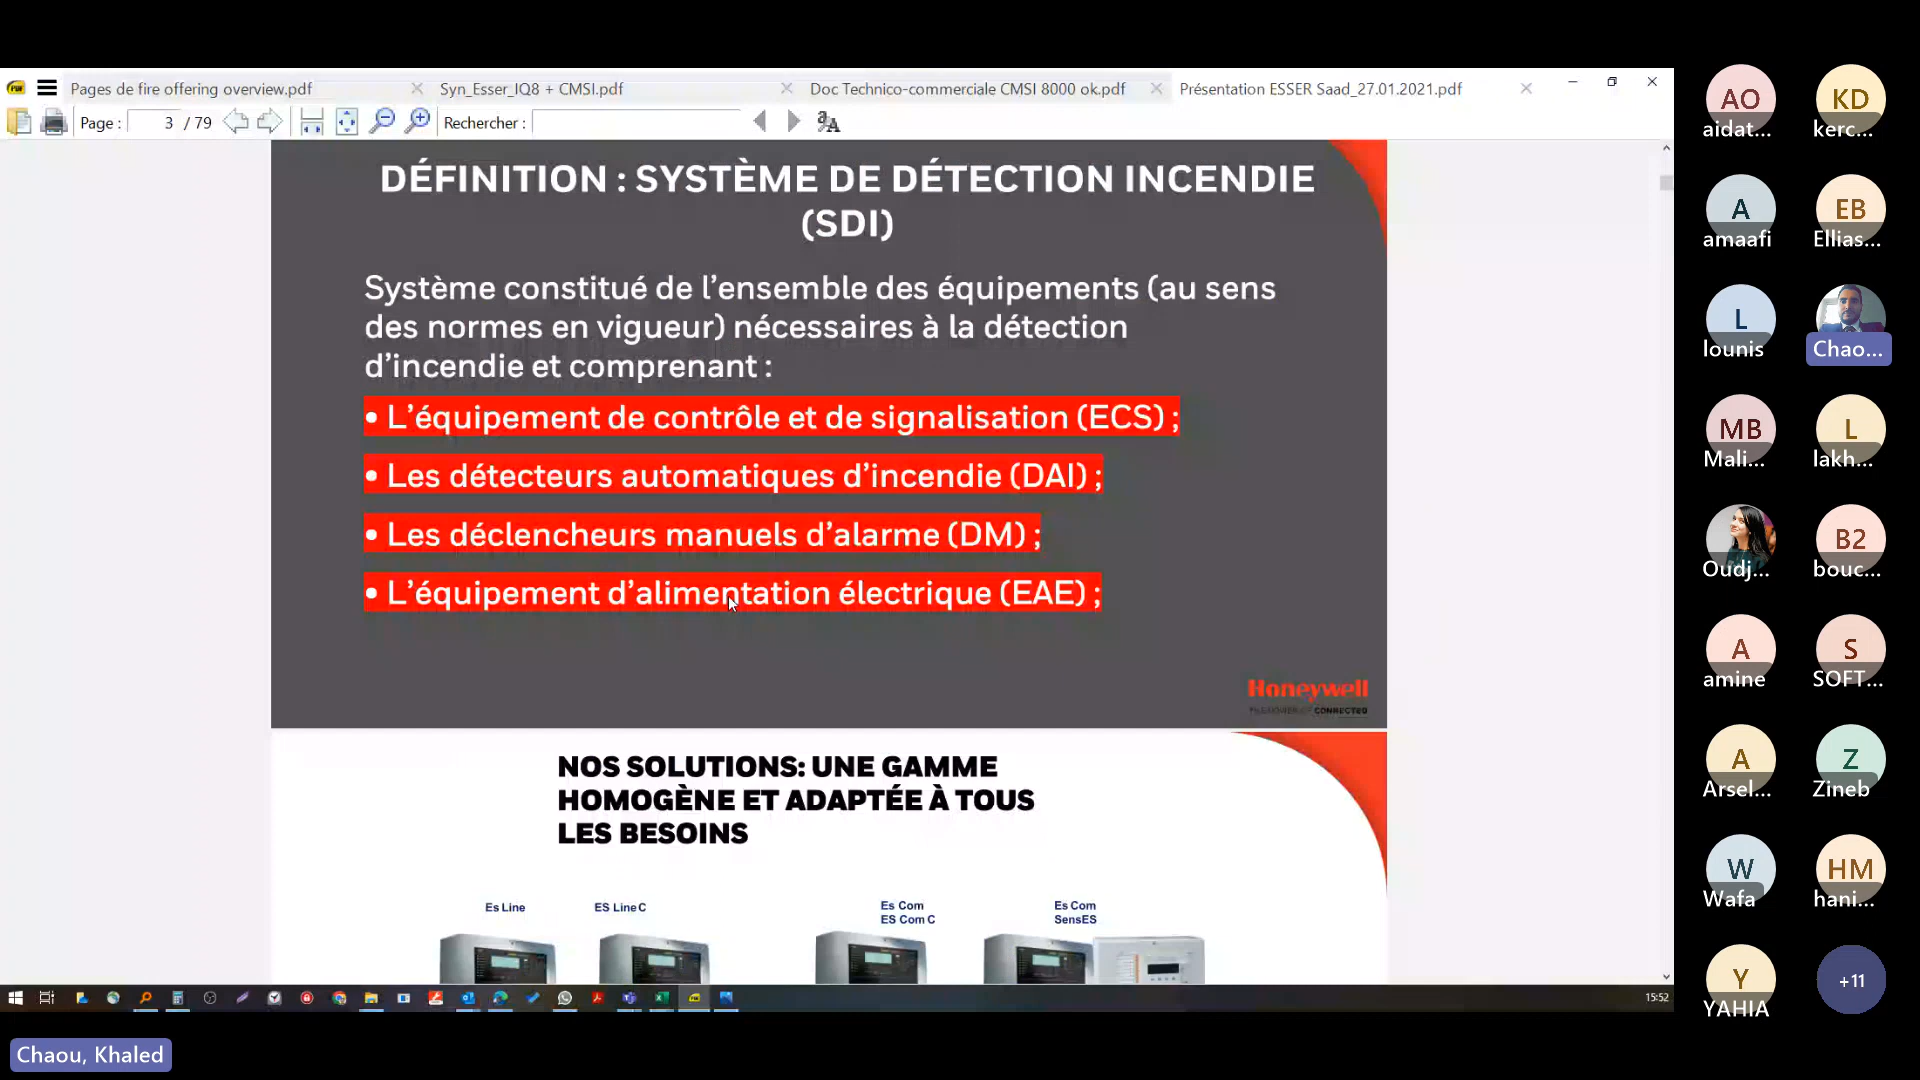 Pages de fire offering overview.pdf
Syn_Esser_IQ8 + CMSI.pdf
Doc Technico-commerciale CMSI 8000 ok.pdf
Présentation ESSER Saad_27.01.2021.pdf
Page : 3 / 79
Rechercher :
DÉFINITION : SYSTÈME DE DÉTECTION INCENDIE
(SDI)
Système constitué de l’ensemble des équipements (au sens
des normes en vigueur) nécessaires à la détection
d’incendie et comprenant :
• L’équipement de contrôle et de signalisation (ECS) ;
• Les détecteurs automatiques d’incendie (DAI) ;
• Les déclencheurs manuels d’alarme (DM) ;
• L’équipement d’alimentation électrique (EAE) ;
Honeywell
THE POWER OF CONNECTED
NOS SOLUTIONS: UNE GAMME
HOMOGÈNE ET ADAPTÉE À TOUS
LES BESOINS
Es Line
ES Line C
Es Com
ES Com C
Es Com
SensES
15:52
Chaou, Khaled
AO
aidat...
KD
kerc...
A
amaafi
EB
Ellias...
L
lounis
Chao...
MB
Mali...
L
lakh...
Oudj...
B2
bouc...
A
amine
S
SOFT...
A
Arsel...
Z
Zineb
W
Wafa
HM
hani...
Y
YAHIA
+11